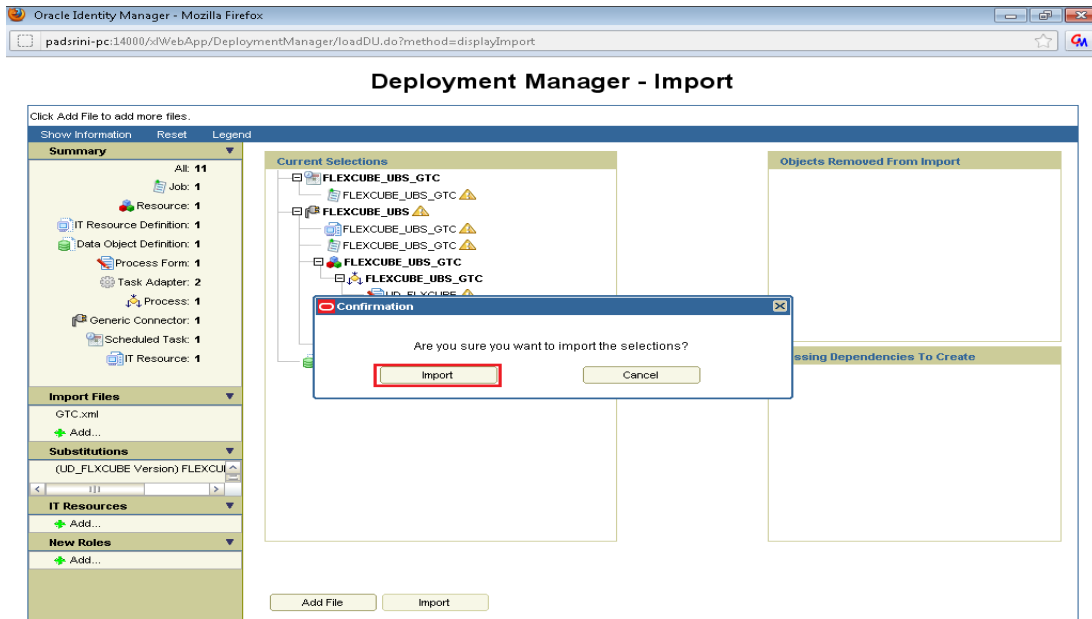 Oracle Identity Manager - Mozilla Firefox
padsrini-pc:14000/xlWebApp/DeploymentManager/loadDU.do?method=displayImport
Deployment Manager - Import
Click Add File to add more files.
Show Information Reset Legend
Summary
All: 11
Job: 1
Resource: 1
IT Resource Definition: 1
Data Object Definition: 1
Process Form: 1
Task Adapter: 2
Process: 1
Generic Connector: 1
Scheduled Task: 1
IT Resource: 1
Import Files
GTC.xml
Add...
Substitutions
(UD_FLXCUBE Version) FLEXCU
IT Resources
Add...
New Roles
Add...
Current Selections
FLEXCUBE_UBS_GTC
FLEXCUBE_UBS_GTC
FLEXCUBE_UBS
FLEXCUBE_UBS_GTC
FLEXCUBE_UBS_GTC
FLEXCUBE_UBS_GTC
FLEXCUBE_UBS_GTC
UD_FLXCUBE
Confirmation
Are you sure you want to import the selections?
Import Cancel
Objects Removed From Import
ssing Dependencies To Create
Add File Import